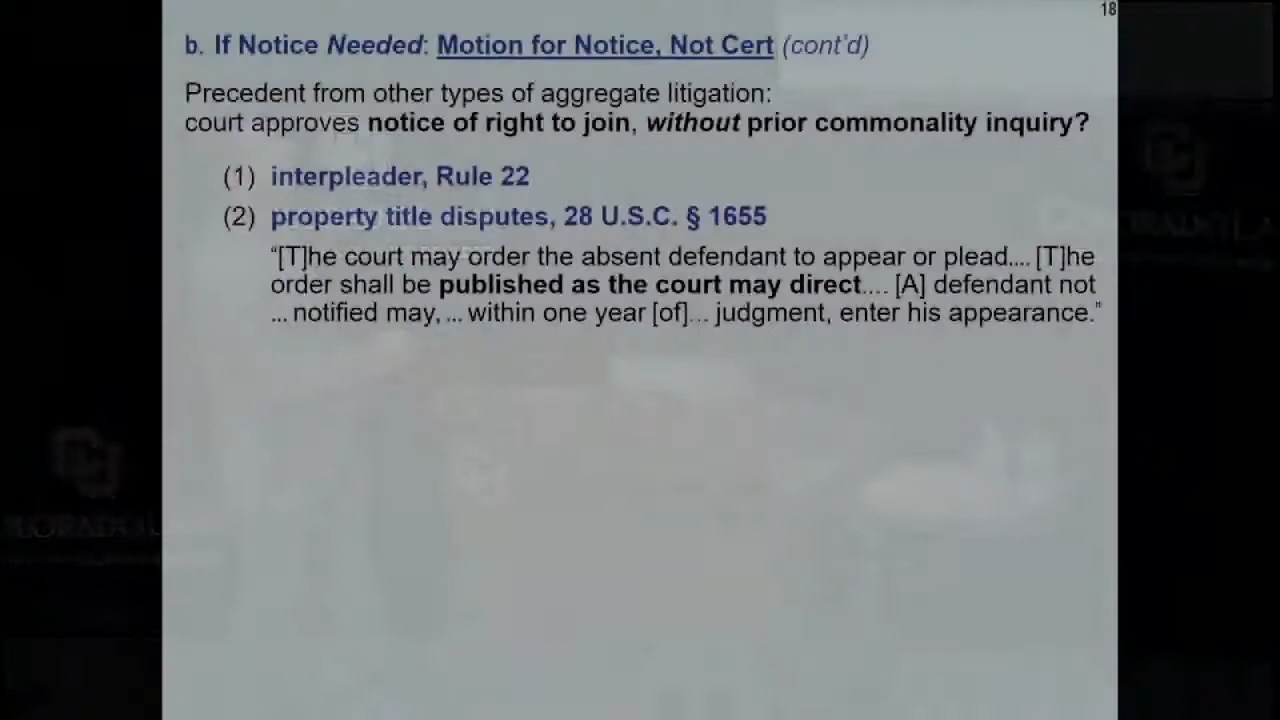 18
b. If Notice Needed: Motion for Notice, Not Cert (cont'd)
Precedent from other types of aggregate litigation:
court approves notice of right to join, without prior commonality inquiry?
(1) interpleader, Rule 22
(2) property title disputes, 28 U.S.C. § 1655
"[T]he court may order the absent defendant to appear or plead.... [T]he
order shall be published as the court may direct.... [A] defendant not
... notified may, ... within one year [of]... judgment, enter his appearance."